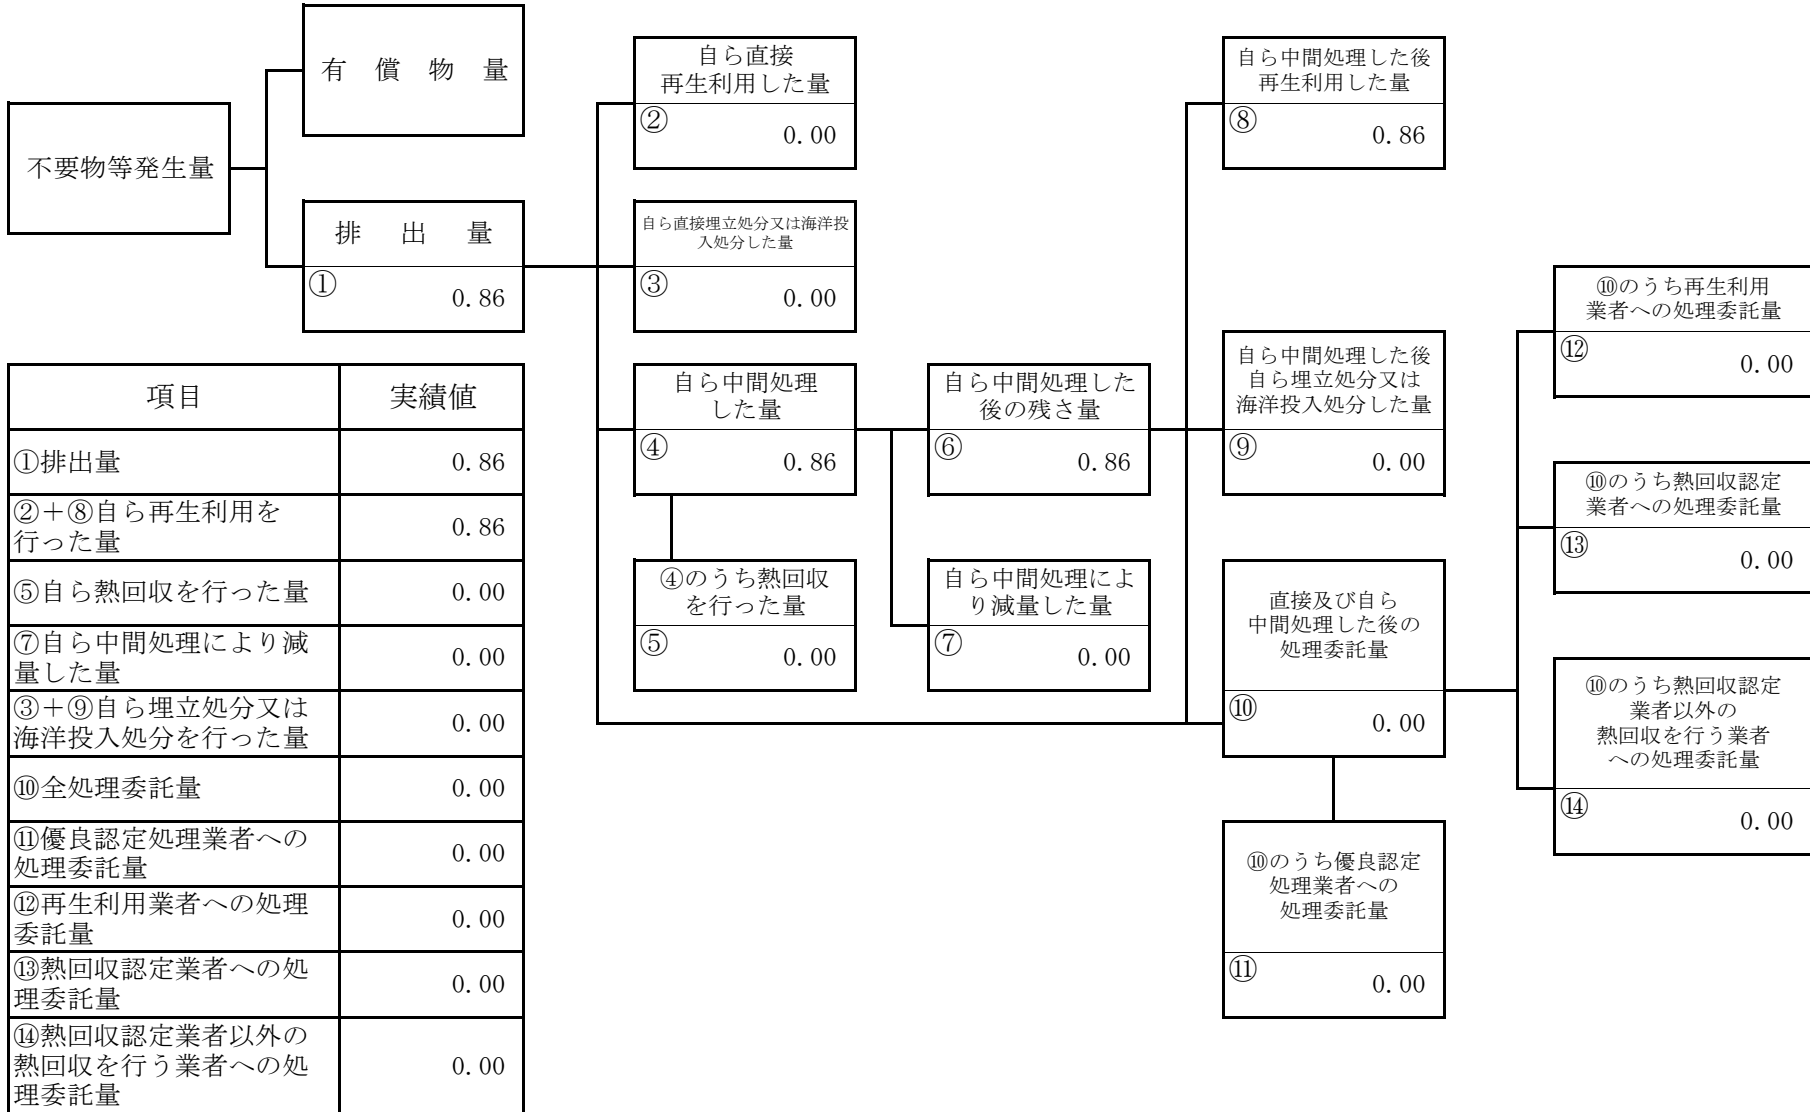 有償物量
不要物等発生量
排出量
①
0.86
自ら直接
再生利用した量
②
0.00
自ら直接埋立処分又は海洋投
入処分した量
③
0.00
自ら中間処理
した量
④
0.86
④のうち熱回収
を行った量
⑤
0.00
自ら中間処理した
後の残さ量
⑥
0.86
自ら中間処理によ
り減量した量
⑦
0.00
自ら中間処理した後
再生利用した量
⑧
0.86
自ら中間処理した後
自ら埋立処分又は
海洋投入処分した量
⑨
0.00
直接及び自ら
中間処理した後の
処理委託量
⑩
0.00
⑩のうち優良認定
処理業者への
処理委託量
⑪
0.00
⑩のうち再生利用
業者への処理委託量
⑫
0.00
⑩のうち熱回収認定
業者への処理委託量
⑬
0.00
⑩のうち熱回収認定
業者以外の
熱回収を行う業者
への処理委託量
⑭
0.00
項目 実績値
①排出量 0.86
②＋⑧自ら再生利用を
行った量 0.86
⑤自ら熱回収を行った量 0.00
⑦自ら中間処理により減
量した量 0.00
③＋⑨自ら埋立処分又は
海洋投入処分を行った量 0.00
⑩全処理委託量 0.00
⑪優良認定処理業者への
処理委託量 0.00
⑫再生利用業者への処理
委託量 0.00
⑬熱回収認定業者への処
理委託量 0.00
⑭熱回収認定業者以外の
熱回収を行う業者への処 0.00
理委託量